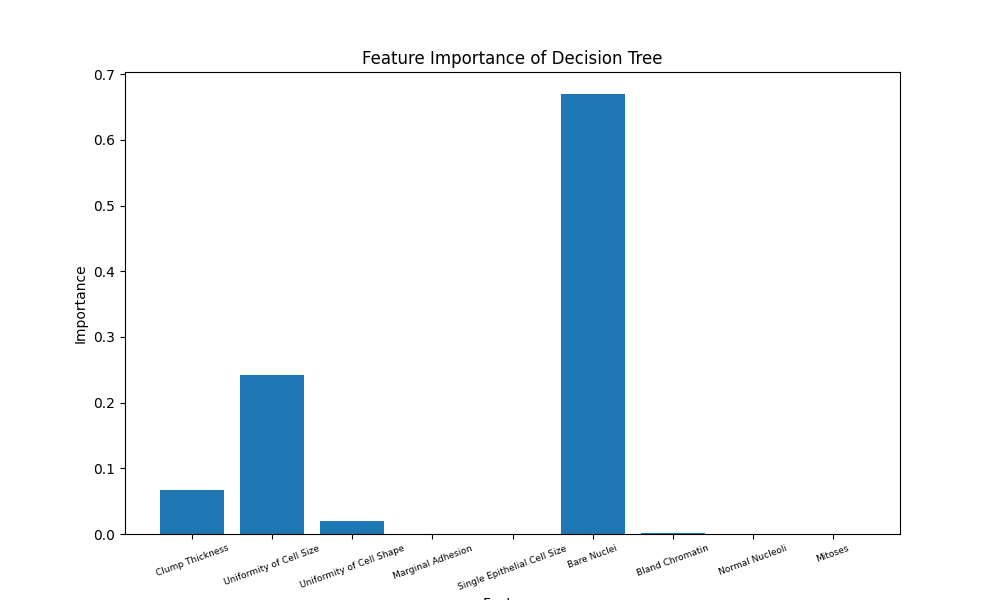 Feature Importance of Decision Tree
0.7
0.6
0.5
0.4
0.3
0.2
0.1
0.0
Importance
Clump Thickness
Uniformity of Cell Size
Uniformity of Cell Shape
Marginal Adhesion
Single Epithelial Cell Size
Bare Nuclei
Bland Chromatin
Normal Nucleoli
Mitoses